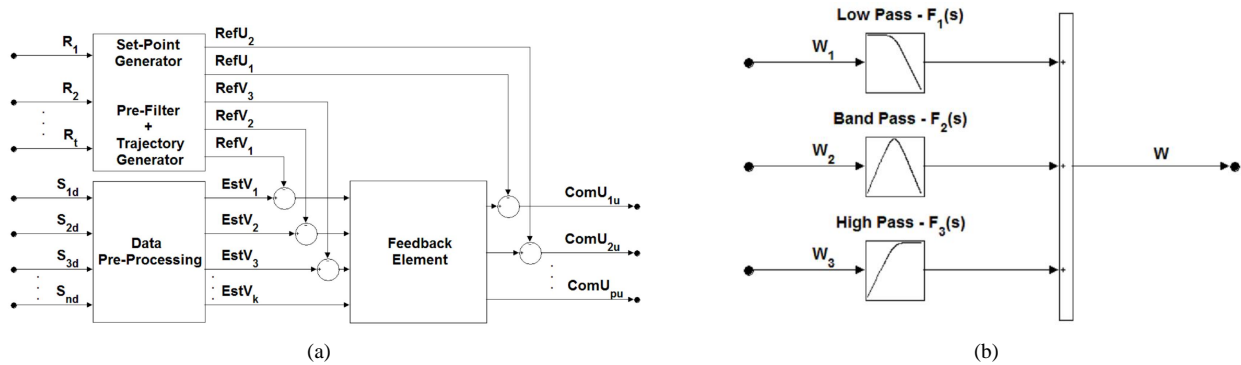 R1
R2
Rt
Set-Point
Generator
Pre-Filter
+
Trajectory
Generator
RefU2
RefU1
RefV3
RefV2
RefV1
S1d
S2d
S3d
Snd
Data
Pre-Processing
EstV1
EstV2
EstV3
EstVk
Feedback
Element
ComU1u
ComU2u
ComUpu
(a)
Low Pass - F1(s)
W1
Band Pass - F2(s)
W2
W
High Pass - F3(s)
W3
(b)